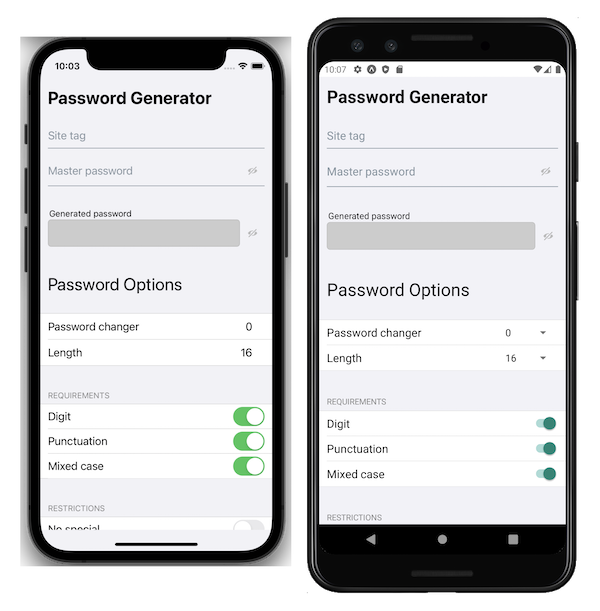 10:03
Password Generator
Site tag
Master password
Generated password
Password Options
Password changer 0
Length 16
REQUIREMENTS
Digit
Punctuation
Mixed case
RESTRICTIONS
No special
10:07
Password Generator
Site tag
Master password
Generated password
Password Options
Password changer 0
Length 16
REQUIREMENTS
Digit
Punctuation
Mixed case
RESTRICTIONS